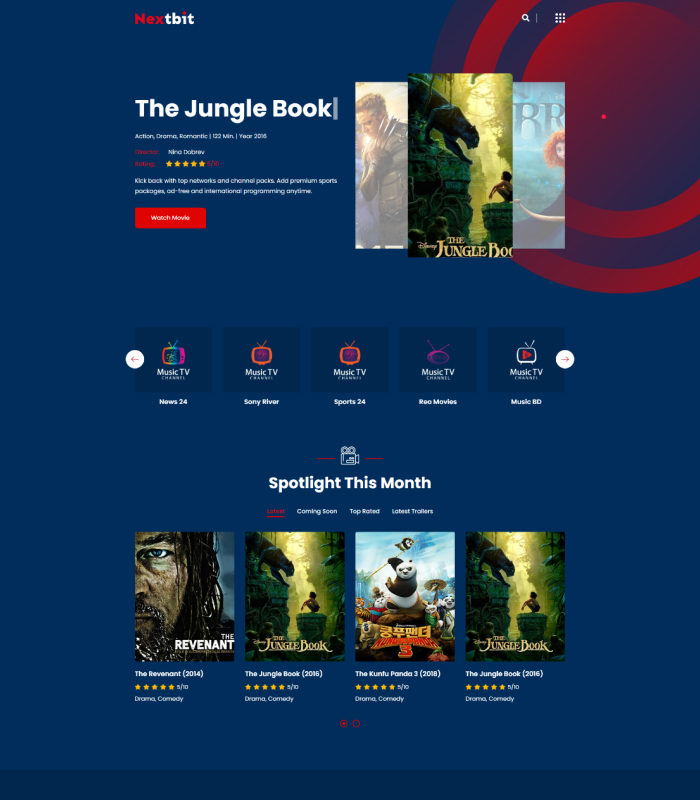 Nextbit
The Jungle Book
Action, Drama, Romantic | 122 Min. | Year 2016
Director: Nina Dobrev
Rating: 5/10
Kick back with top networks and channel packs. Add premium sports
packages, ad-free and international programming anytime.
Watch Movie
BR
Disney
THE
JUNGLE BOO
Music TV
CHANNEL
Music TV
CHANNEL
Music TV
CHANNEL
Music TV
CHANNEL
Music TV
CHANNEL
News 24
Sony River
Sports 24
Reo Movies
Music BD
Spotlight This Month
Latest
Coming Soon
Top Rated
Latest Trailers
THE
REVENANT
Disney
THE
JUNGLE BOOK
쿵푸팬더
3
Disney
THE
JUNGLE BOOK
The Revenant (2014)
The Jungle Book (2016)
The Kunfu Panda 3 (2018)
The Jungle Book (2016)
5/10
5/10
5/10
5/10
Drama, Comedy
Drama, Comedy
Drama, Comedy
Drama, Comedy